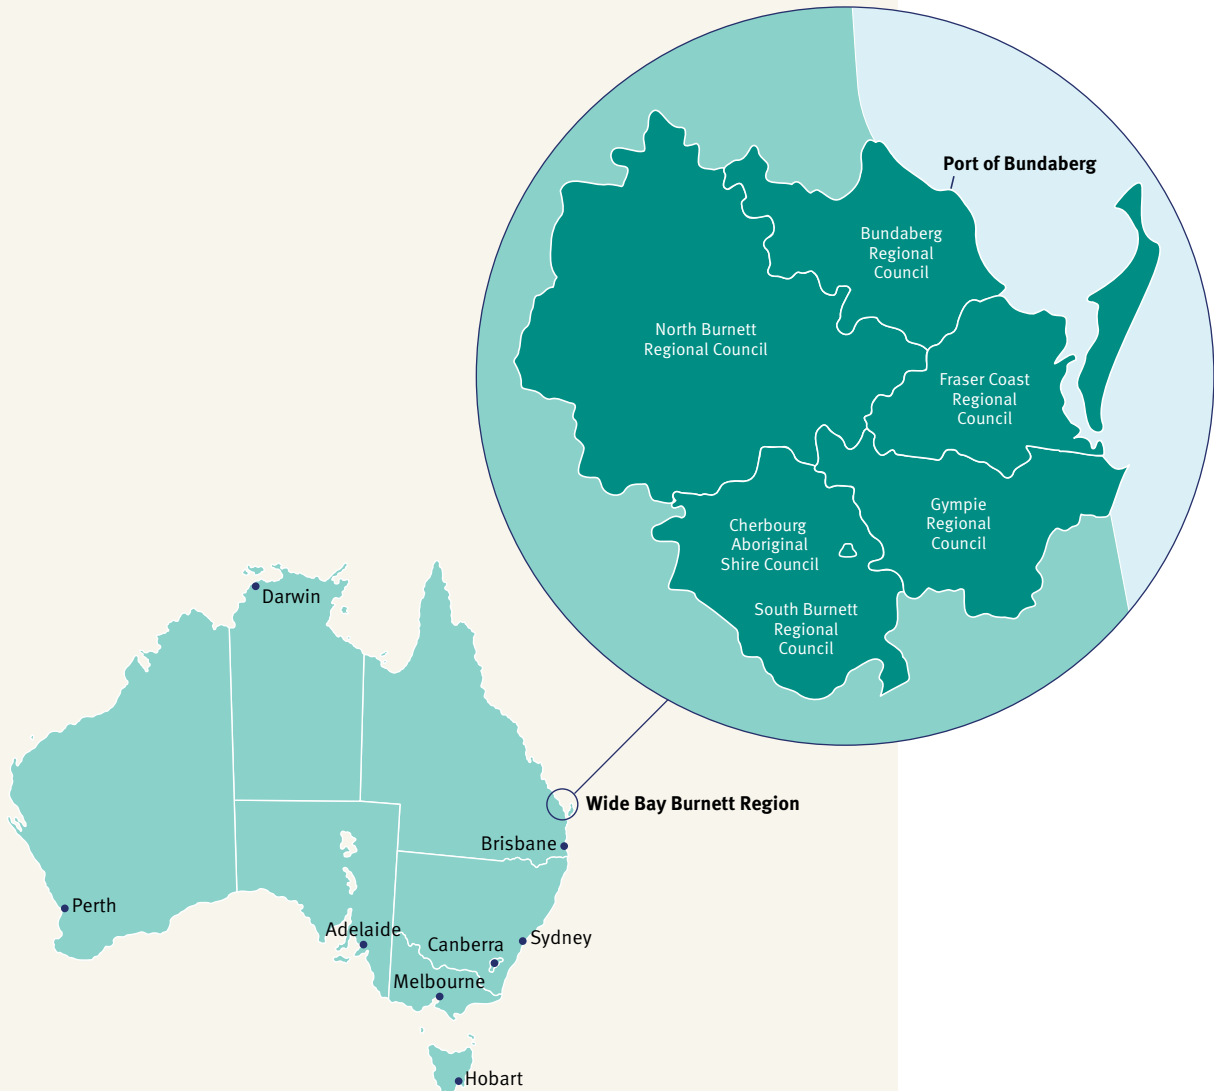 Port of Bundaberg
Bundaberg
Regional
Council
North Burnett
Regional Council
Fraser Coast
Regional
Council
Gympie
Regional
Council
Cherbourg
Aboriginal
Shire Council
South Burnett
Regional
Council
Darwin
Wide Bay Burnett Region
Brisbane
Perth
Adelaide
Sydney
Canberra
Melbourne
Hobart